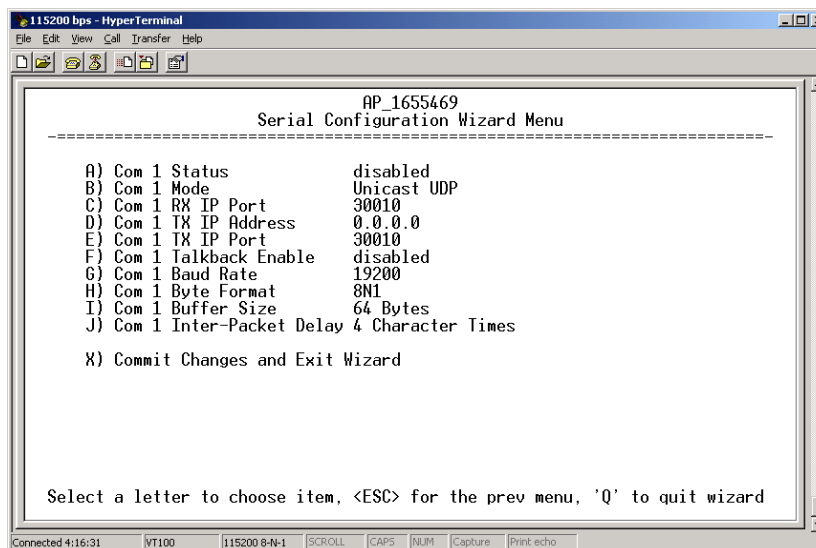 115200 bps - HyperTerminal
File Edit View Call Transfer Help
AP_1655469
Serial Configuration Wizard Menu
-==========================================================================-
A) Com 1 Status disabled
B) Com 1 Mode Unicast UDP
C) Com 1 RX IP Port 30010
D) Com 1 TX IP Address 0.0.0.0
E) Com 1 TX IP Port 30010
F) Com 1 Talkback Enable disabled
G) Com 1 Baud Rate 19200
H) Com 1 Byte Format 8N1
I) Com 1 Buffer Size 64 Bytes
J) Com 1 Inter-Packet Delay 4 Character Times
X) Commit Changes and Exit Wizard
Select a letter to choose item, <ESC> for the prev menu, 'Q' to quit wizard
Connected 4:16:31 VT100 115200 8-N-1 SCROLL CAPS NUM Capture Print echo